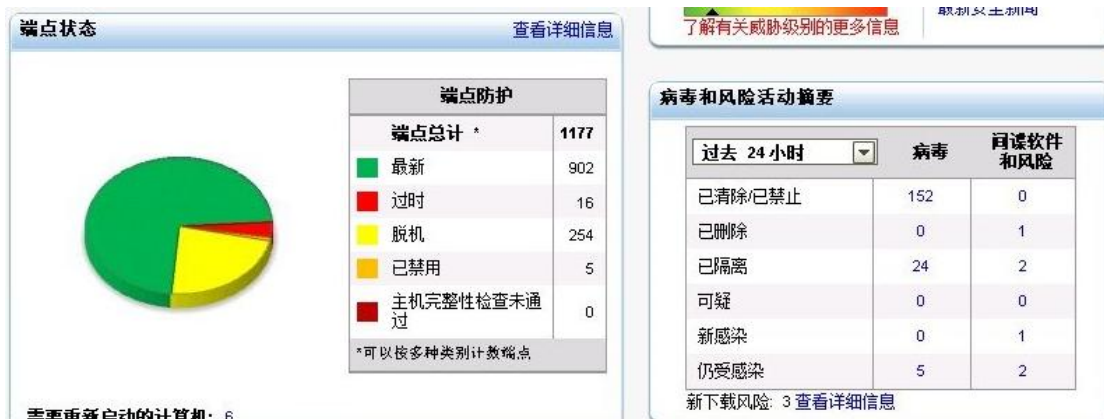 端点状态
查看详细信息
端点防护
端点总计 * 1177
最新 902
过时 16
脱机 254
已禁用 5
主机完整性检查未通
过 0
*可以按多种类别计数端点
需要重新启动的计算机: 6
了解有关威胁级别的更多信息
最新安全新闻
病毒和风险活动摘要
过去 24 小时 病毒 间谍软件
和风险
已清除/已禁止 152 0
已删除 0 1
已隔离 24 2
可疑 0 0
新感染 0 1
仍受感染 5 2
新下载风险: 3 查看详细信息